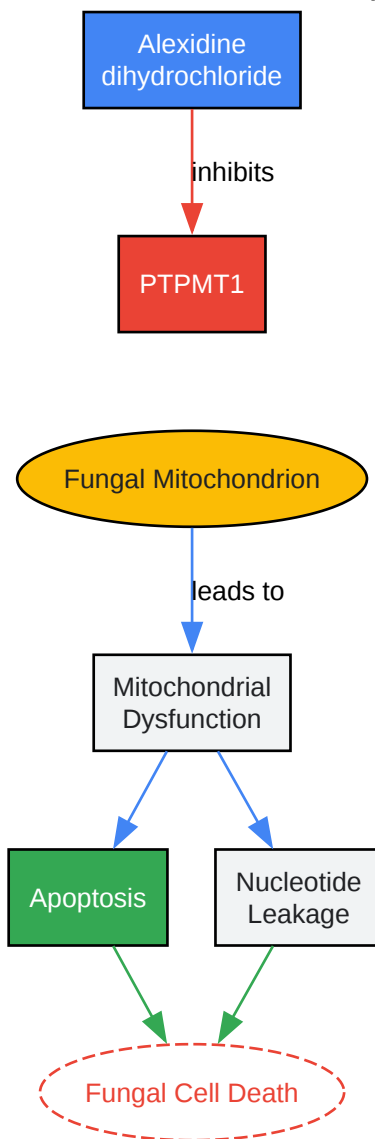 Alexidine
dihydrochloride
inhibits
PTPMT1
Fungal Mitochondrion
leads to
Mitochondrial
Dysfunction
Apoptosis
Nucleotide
Leakage
Fungal Cell Death